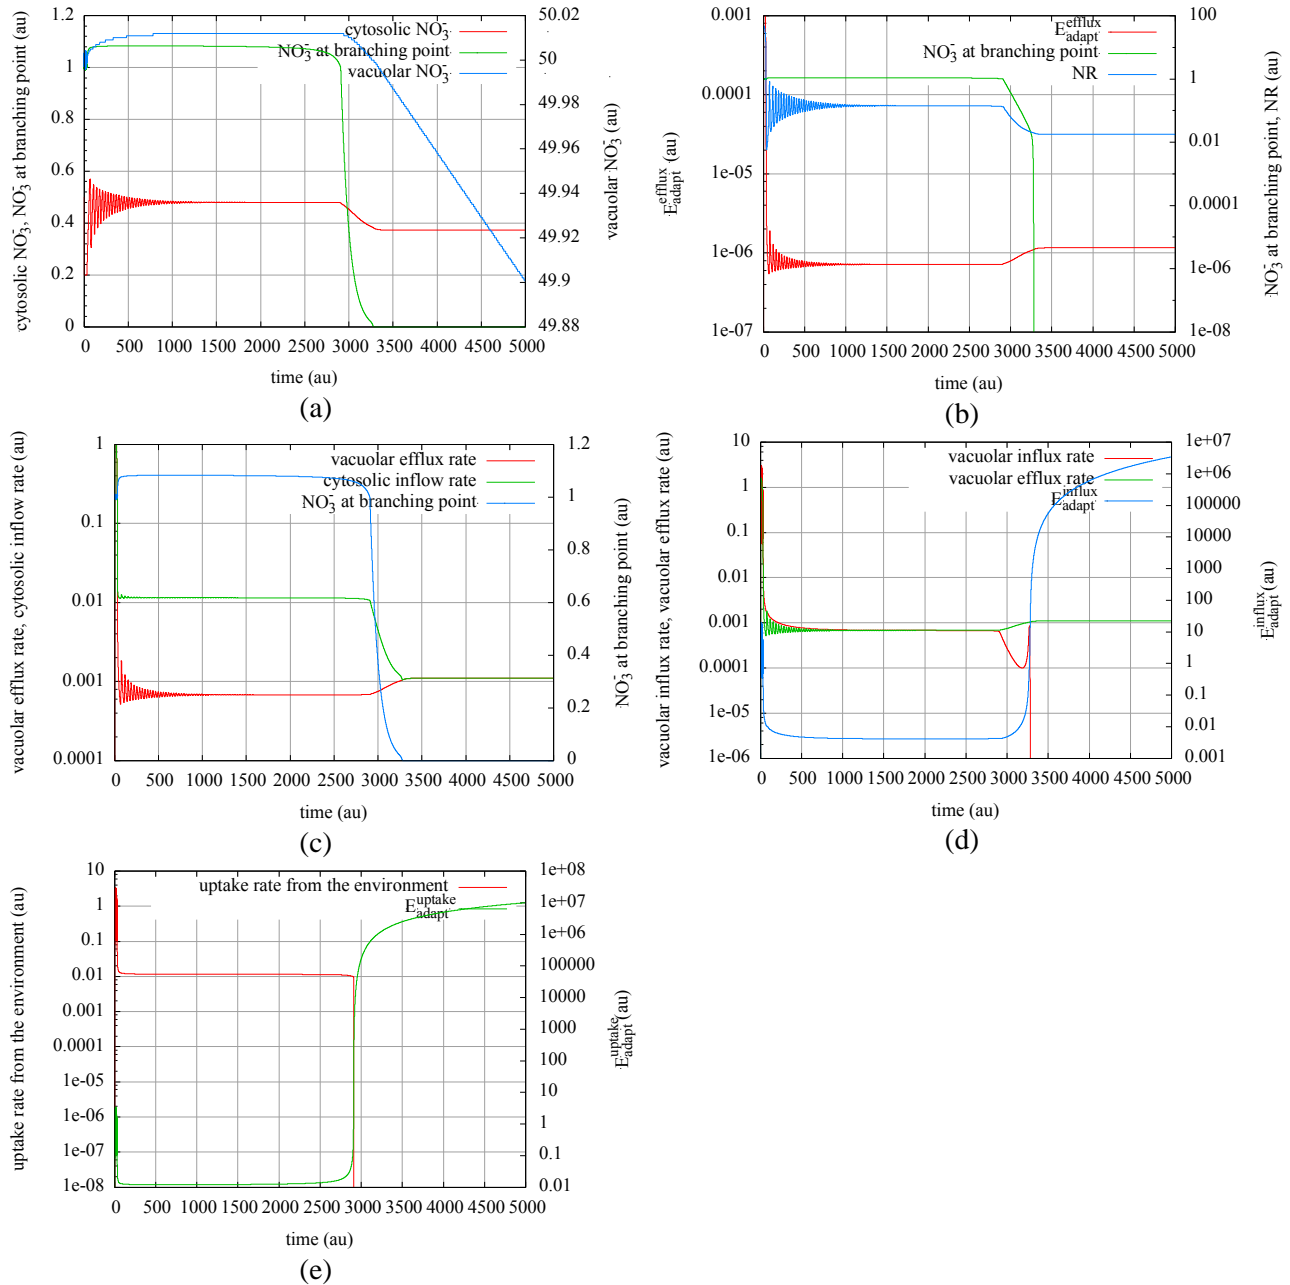 1.2
1
0.8
0.6
0.4
0.2
0
50.02
50
49.98
49.96
49.94
49.92
49.9
49.88
0 500 1000 1500 2000 2500 3000 3500 4000 4500 5000
time (au)
cytosolic NO₃⁻, NO₃⁻ at branching point (au)
vacuolar NO₃⁻ (au)
cytosolic NO₃⁻
NO₃⁻ at branching point
vacuolar NO₃⁻
(a)
0.001
0.0001
1e-05
1e-06
1e-07
100
1
0.01
0.0001
1e-06
1e-08
0 500 1000 1500 2000 2500 3000 3500 4000 4500 5000
time (au)
E_adapt^efflux (au)
NO₃⁻ at branching point, NR (au)
E_adapt^efflux
NO₃⁻ at branching point
NR
(b)
1
0.1
0.01
0.001
0.0001
1.2
1
0.8
0.6
0.4
0.2
0
0 500 1000 1500 2000 2500 3000 3500 4000 4500 5000
time (au)
vacuolar efflux rate, cytosolic inflow rate (au)
NO₃⁻ at branching point (au)
vacuolar efflux rate
cytosolic inflow rate
NO₃⁻ at branching point
(c)
10
1
0.1
0.01
0.001
0.0001
1e-05
1e-06
1e+07
1e+06
100000
10000
1000
100
10
1
0.1
0.01
0.001
0 500 1000 1500 2000 2500 3000 3500 4000 4500 5000
time (au)
vacuolar influx rate, vacuolar efflux rate (au)
E_adapt^influx (au)
vacuolar influx rate
vacuolar efflux rate
E_adapt^influx
(d)
10
1
0.1
0.01
0.001
0.0001
1e-05
1e-06
1e-07
1e-08
1e+08
1e+07
1e+06
100000
10000
1000
100
10
1
0.1
0.01
0 500 1000 1500 2000 2500 3000 3500 4000 4500 5000
time (au)
uptake rate from the environment (au)
E_adapt^uptake (au)
uptake rate from the environment
E_adapt^uptake
(e)